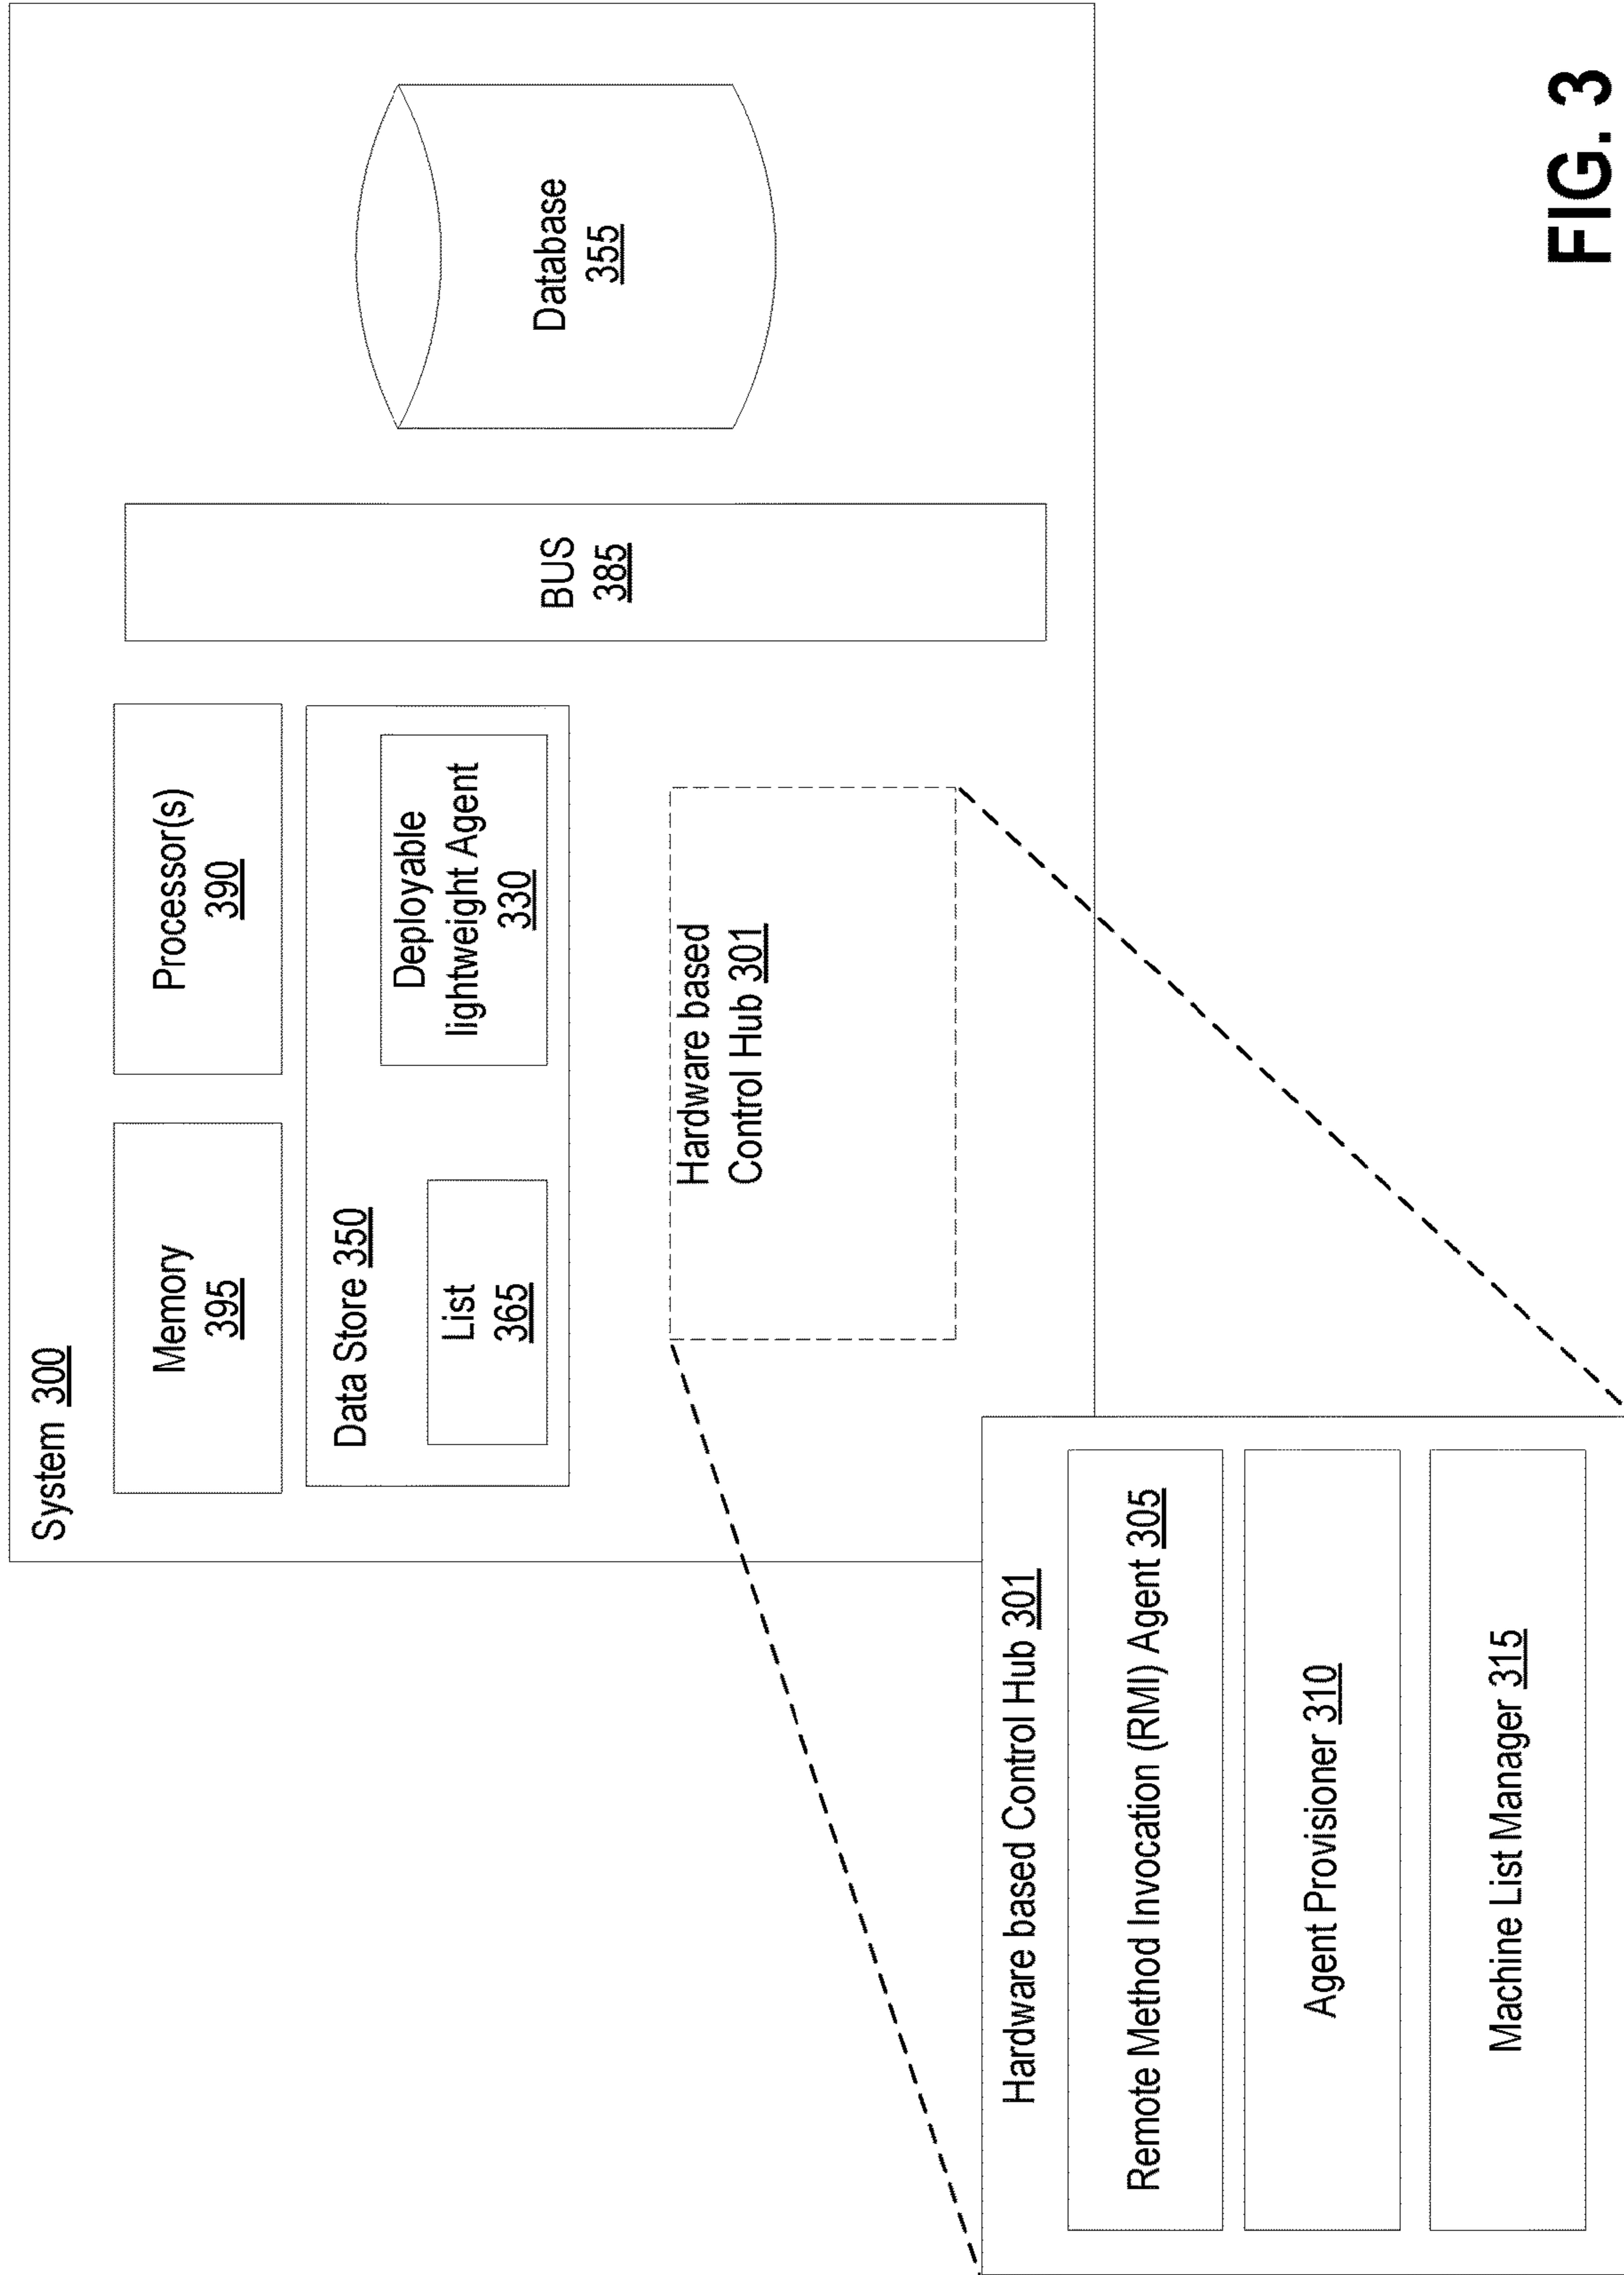 System 300
Memory
395
Processor(s)
390
Data Store 350
List
365
Deployable
lightweight Agent
330
Hardware based
Control Hub 301
BUS
385
Database
355
Hardware based Control Hub 301
Remote Method Invocation (RMI) Agent 305
Agent Provisioner 310
Machine List Manager 315
FIG. 3